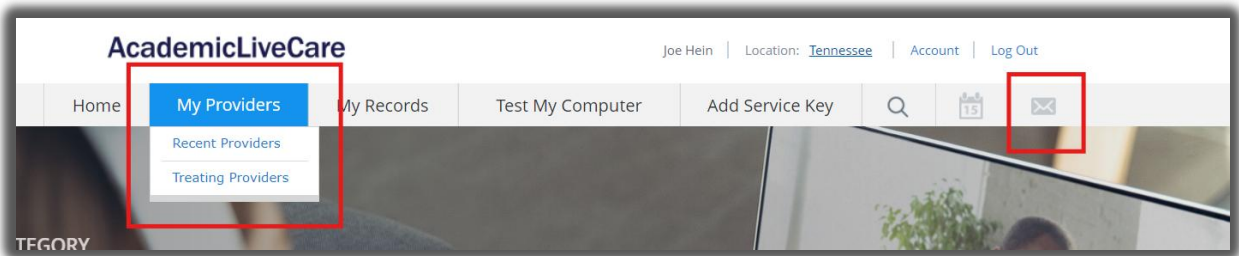 AcademicLiveCare
Joe Hein | Location: Tennessee | Account | Log Out
Home My Providers My Records Test My Computer Add Service Key 15
Recent Providers
Treating Providers
TEGORY